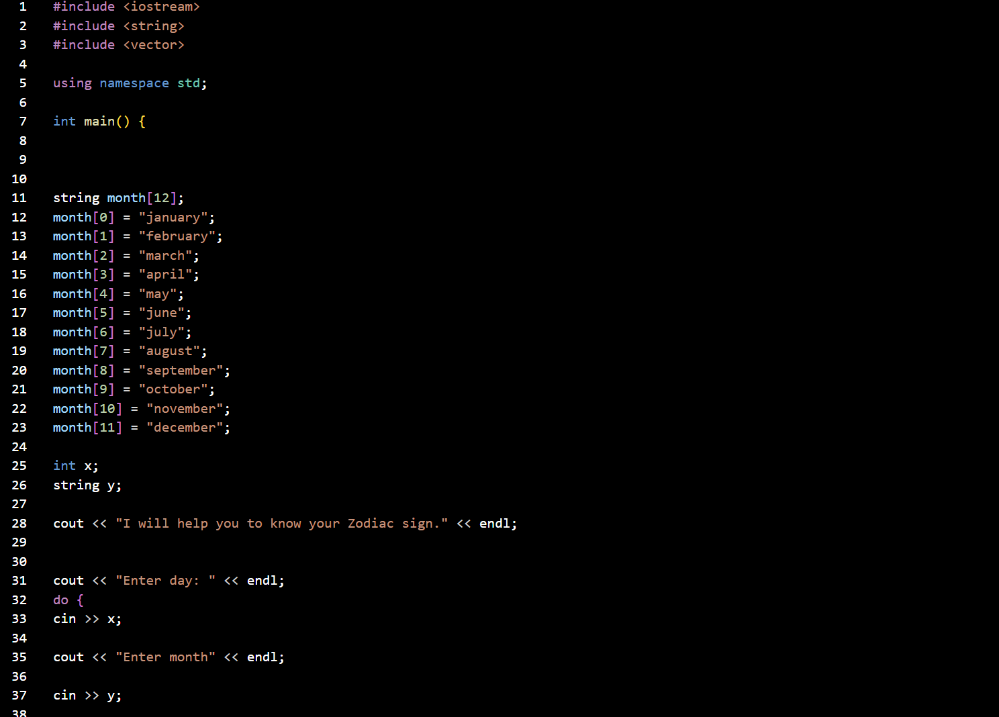 1 #include <iostream>
2 #include <string>
3 #include <vector>
4
5 using namespace std;
6
7 int main() {
8
9
10
11 string month[12];
12 month[0] = "january";
13 month[1] = "february";
14 month[2] = "march";
15 month[3] = "april";
16 month[4] = "may";
17 month[5] = "june";
18 month[6] = "july";
19 month[7] = "august";
20 month[8] = "september";
21 month[9] = "october";
22 month[10] = "november";
23 month[11] = "december";
24
25 int x;
26 string y;
27
28 cout << "I will help you to know your Zodiac sign." << endl;
29
30
31 cout << "Enter day: " << endl;
32 do {
33 cin >> x;
34
35 cout << "Enter month" << endl;
36
37 cin >> y;
38